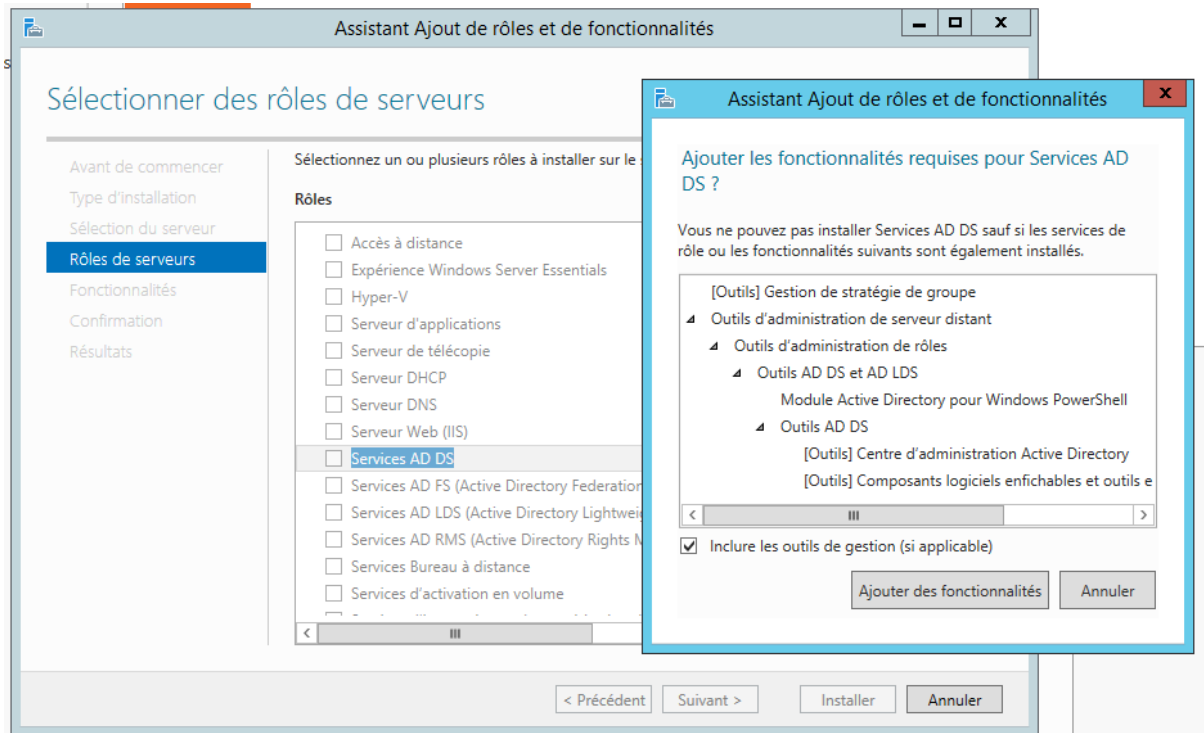 Assistant Ajout de rôles et de fonctionnalités
Sélectionner des rôles de serveurs
Avant de commencer
Type d'installation
Sélection du serveur
Rôles de serveurs
Fonctionnalités
Confirmation
Résultats
Sélectionnez un ou plusieurs rôles à installer sur le
Rôles
Accès à distance
Expérience Windows Server Essentials
Hyper-V
Serveur d'applications
Serveur de télécopie
Serveur DHCP
Serveur DNS
Serveur Web (IIS)
Services AD DS
Services AD FS (Active Directory Federation
Services AD LDS (Active Directory
Services AD RMS (Active Directory Rights
Services Bureau à distance
Services d'activation en volume
< Précédent
Suivant >
Installer
Annuler
Assistant Ajout de rôles et de fonctionnalités
Ajouter les fonctionnalités requises pour Services AD
DS ?
Vous ne pouvez pas installer Services AD DS sauf si les services de
rôle ou les fonctionnalités suivants sont également installés.
[Outils] Gestion de stratégie de groupe
Outils d'administration de serveur distant
Outils d'administration de rôles
Outils AD DS et AD LDS
Module Active Directory pour Windows PowerShell
Outils AD DS
[Outils] Centre d'administration Active Directory
[Outils] Composants logiciels enfichables et outils e
Inclure les outils de gestion (si applicable)
Ajouter des fonctionnalités
Annuler